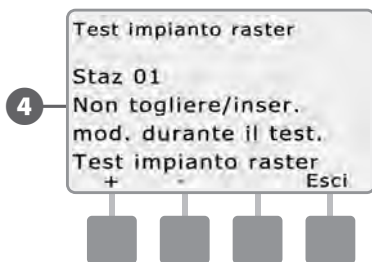 Test impianto raster
Staz 01
4
Non togliere/inser.
mod. durante il test.
Test impianto raster
+ - Esci